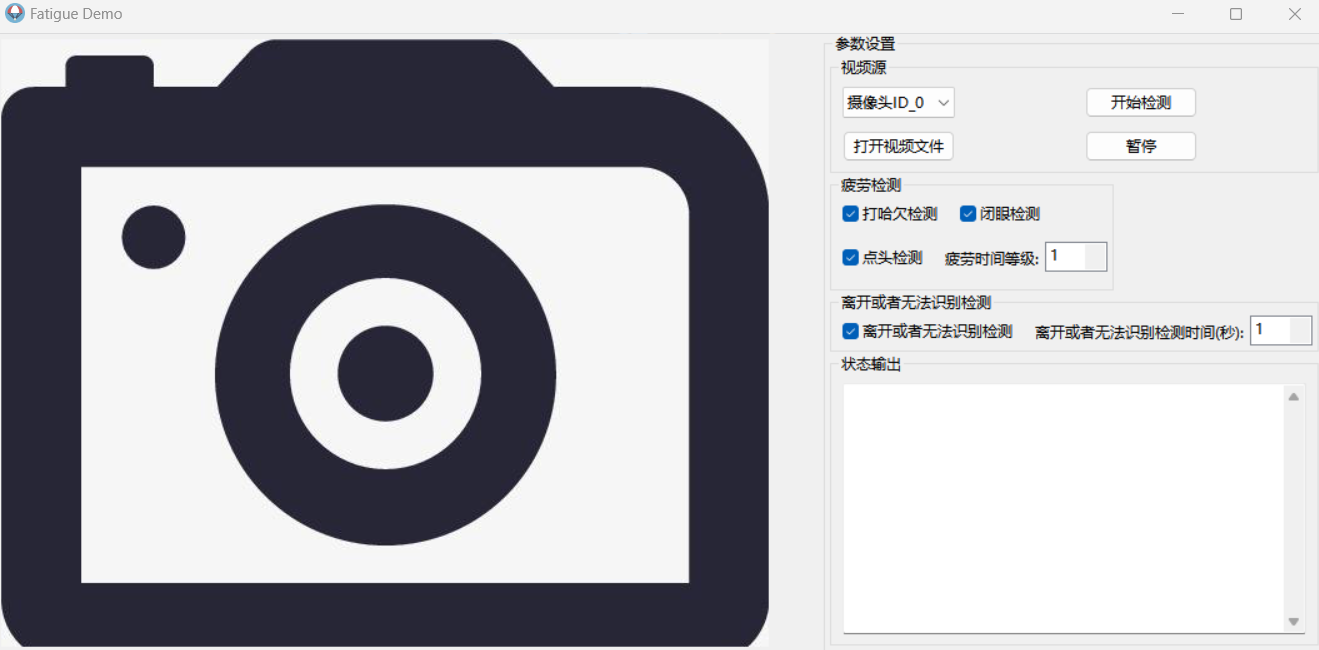 Fatigue Demo
参数设置
视频源
摄像头ID_0
开始检测
打开视频文件
暂停
疲劳检测
打哈欠检测
闭眼检测
点头检测
疲劳时间等级:
1
离开或者无法识别检测
离开或者无法识别检测
离开或者无法识别检测时间(秒):
1
状态输出